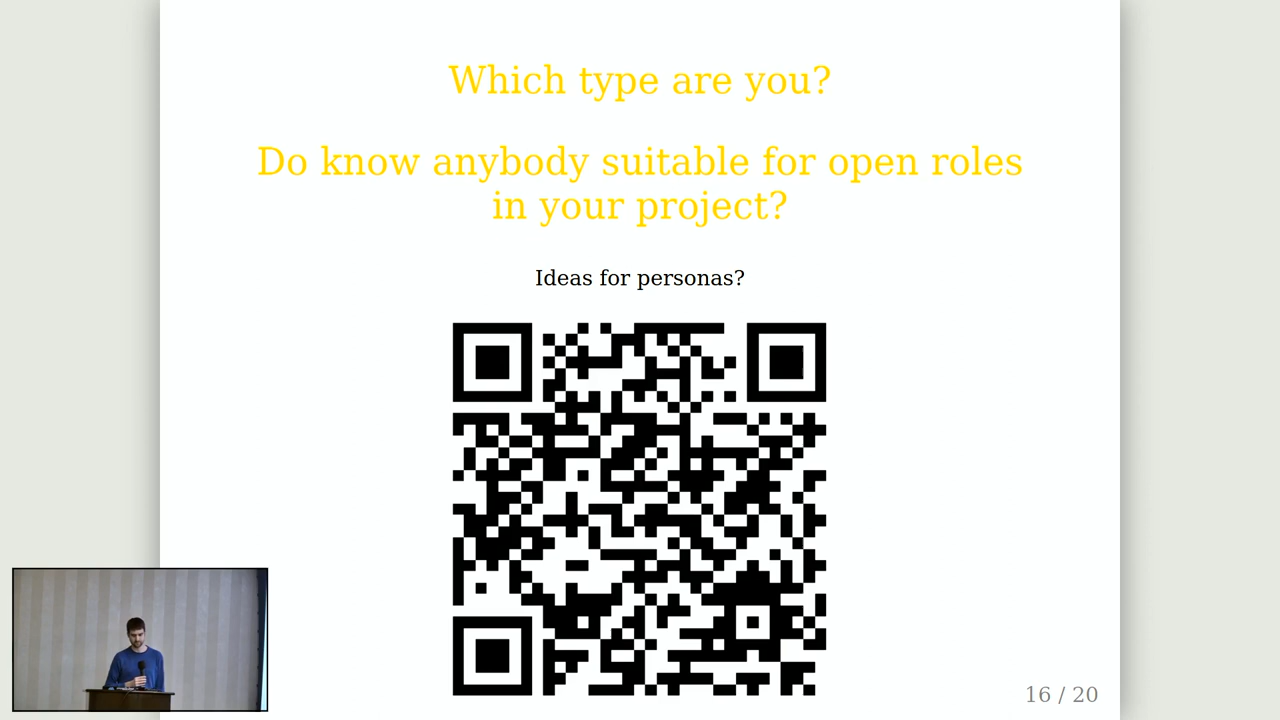 Which type are you?
Do know anybody suitable for open roles
in your project?
Ideas for personas?
16 / 20